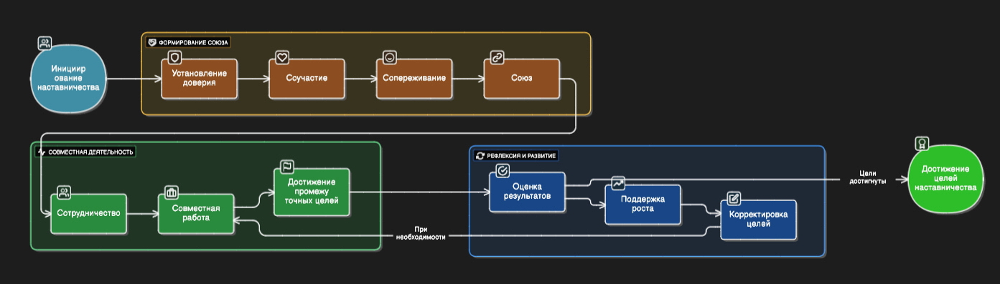 ФОРМИРОВАНИЕ СОЮЗА
Иниции​р
ование
наставничества
Установление
доверия
Соучастие
Сопереживание
Союз
СОВМЕСТНАЯ ДЕЯТЕЛЬНОСТЬ
Сотрудничество
Совместная
работа
Достижение
промежу
точных целей
РЕФЛЕКСИЯ И РАЗВИТИЕ
Оценка
результатов
Поддержка
роста
Корректировка
целей
При
необходимости
Цели
достигнуты
Достижение
целей
наставничества